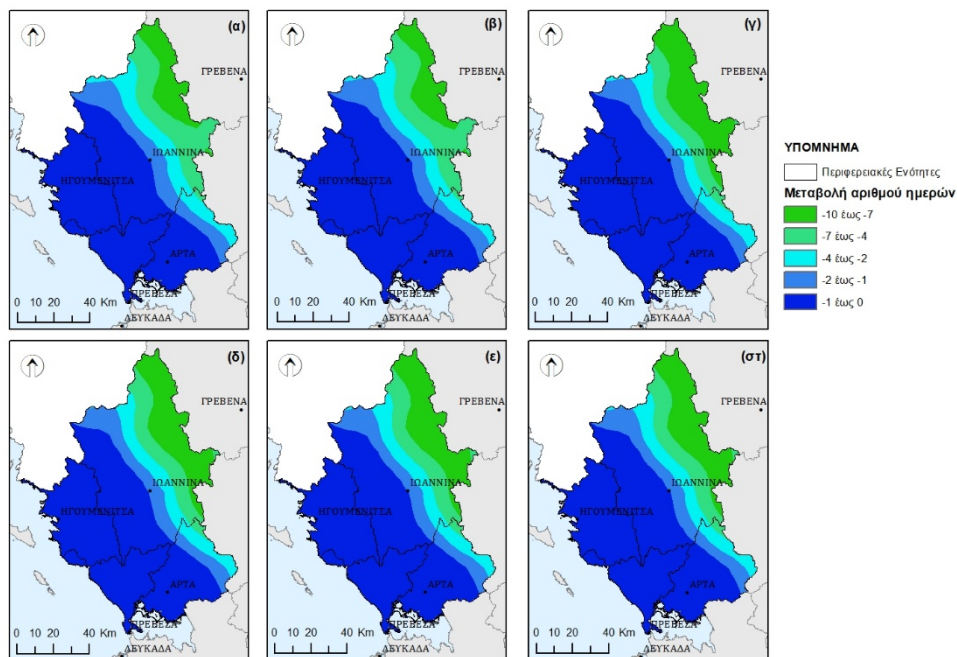 (α)
ΓΡΕΒΕΝΑ
ΙΩΑΝΝΙΝΑ
ΗΓΟΥΜΕΝΙΤΣΑ
ΑΡΤΑ
ΠΡΕΒΕΖΑ
ΛΕΥΚΑΔΑ
0 10 20 40 Km
(β)
ΓΡΕΒΕΝΑ
ΙΩΑΝΝΙΝΑ
ΗΓΟΥΜΕΝΙΤΣΑ
ΑΡΤΑ
ΠΡΕΒΕΖΑ
ΛΕΥΚΑΔΑ
0 10 20 40 Km
(γ)
ΓΡΕΒΕΝΑ
ΙΩΑΝΝΙΝΑ
ΗΓΟΥΜΕΝΙΤΣΑ
ΑΡΤΑ
ΠΡΕΒΕΖΑ
ΛΕΥΚΑΔΑ
0 10 20 40 Km
ΥΠΟΜΝΗΜΑ
Περιφερειακές Ενότητες
Μεταβολή αριθμού ημερών
-10 έως -7
-7 έως -4
-4 έως -2
-2 έως -1
-1 έως 0
(δ)
ΓΡΕΒΕΝΑ
ΙΩΑΝΝΙΝΑ
ΗΓΟΥΜΕΝΙΤΣΑ
ΑΡΤΑ
ΠΡΕΒΕΖΑ
ΛΕΥΚΑΔΑ
0 10 20 40 Km
(ε)
ΓΡΕΒΕΝΑ
ΙΩΑΝΝΙΝΑ
ΗΓΟΥΜΕΝΙΤΣΑ
ΑΡΤΑ
ΠΡΕΒΕΖΑ
ΛΕΥΚΑΔΑ
0 10 20 40 Km
(στ)
ΓΡΕΒΕΝΑ
ΙΩΑΝΝΙΝΑ
ΗΓΟΥΜΕΝΙΤΣΑ
ΑΡΤΑ
ΠΡΕΒΕΖΑ
ΛΕΥΚΑΔΑ
0 10 20 40 Km